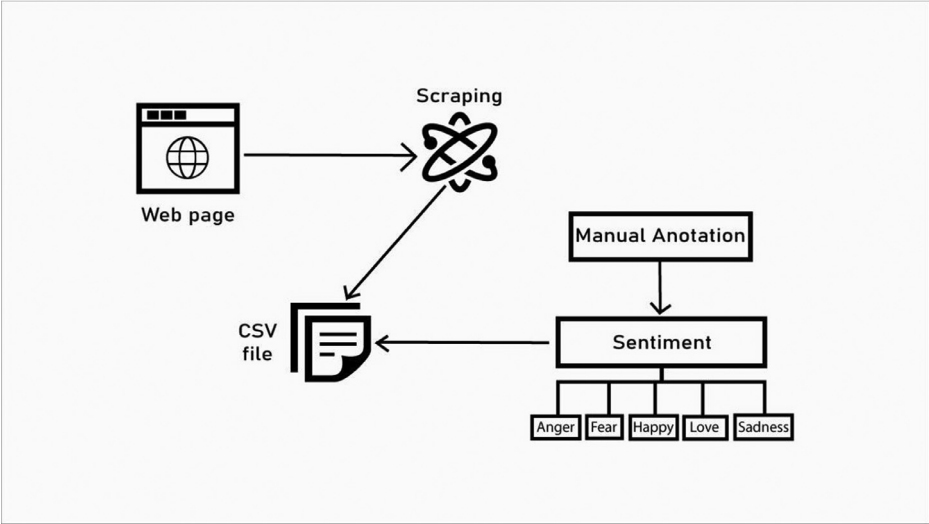 Scraping
Web page
Manual Anotation
CSV
file
Sentiment
Anger
Fear
Happy
Love
Sadness